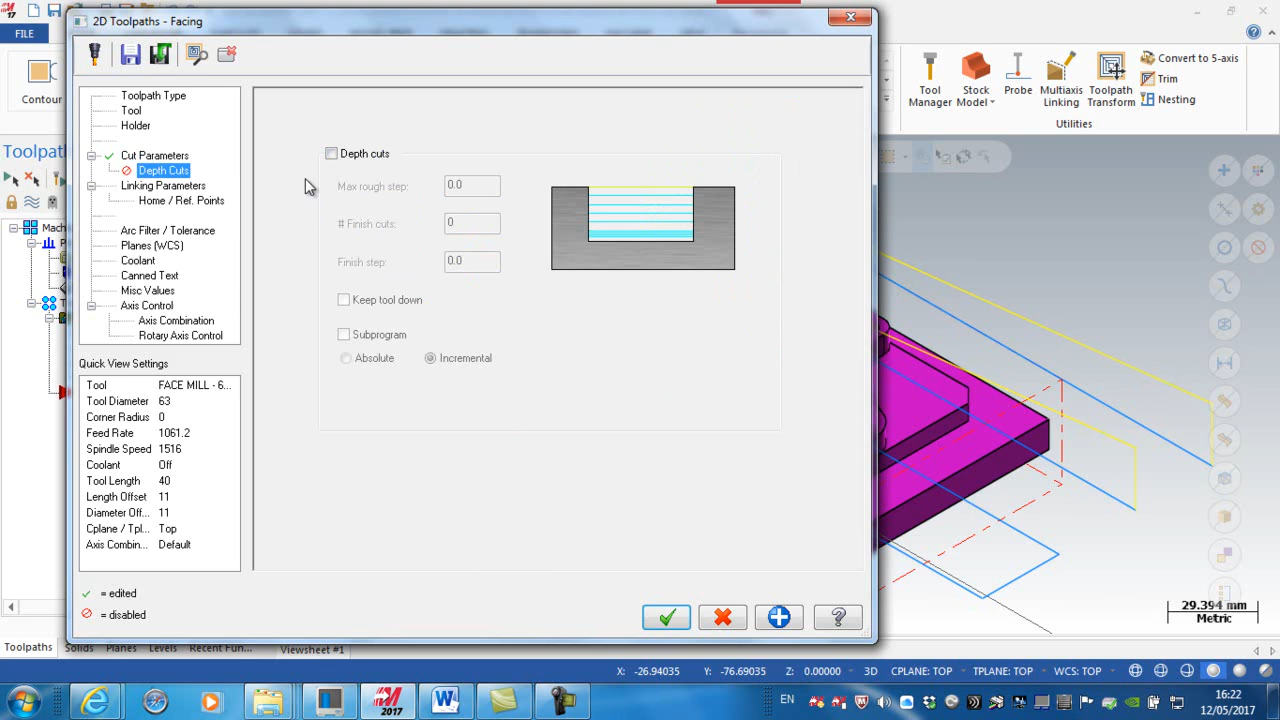 17
2D Toolpaths - Facing
FILE
Contour
Tool Manager
Stock Model
Probe
Multiaxis Linking
Toolpath Transform
Convert to 5-axis
Trim
Nesting
Utilities
Toolpath Type
Tool
Holder
Cut Parameters
Depth Cuts
Linking Parameters
Home / Ref. Points
Arc Filter / Tolerance
Planes (WCS)
Coolant
Canned Text
Misc Values
Axis Control
Axis Combination
Rotary Axis Control
Depth cuts
Max rough step: 0.0
# Finish cuts: 0
Finish step: 0.0
Keep tool down
Subprogram
Absolute Incremental
Quick View Settings
Tool FACE MILL - 6...
Tool Diameter 63
Corner Radius 0
Feed Rate 1061.2
Spindle Speed 1516
Coolant Off
Tool Length 40
Length Offset 11
Diameter Off... 11
Cplane / Tpl... Top
Axis Combin... Default
= edited
= disabled
29.394 mm
Metric
Toolpaths Solids Planes Levels Recent Fun... Viewsheet #1
X: -26.94035 Y: -76.69035 Z: 0.00000 3D CPLANE: TOP TPLANE: TOP WCS: TOP
2017
EN
16:22
12/05/2017